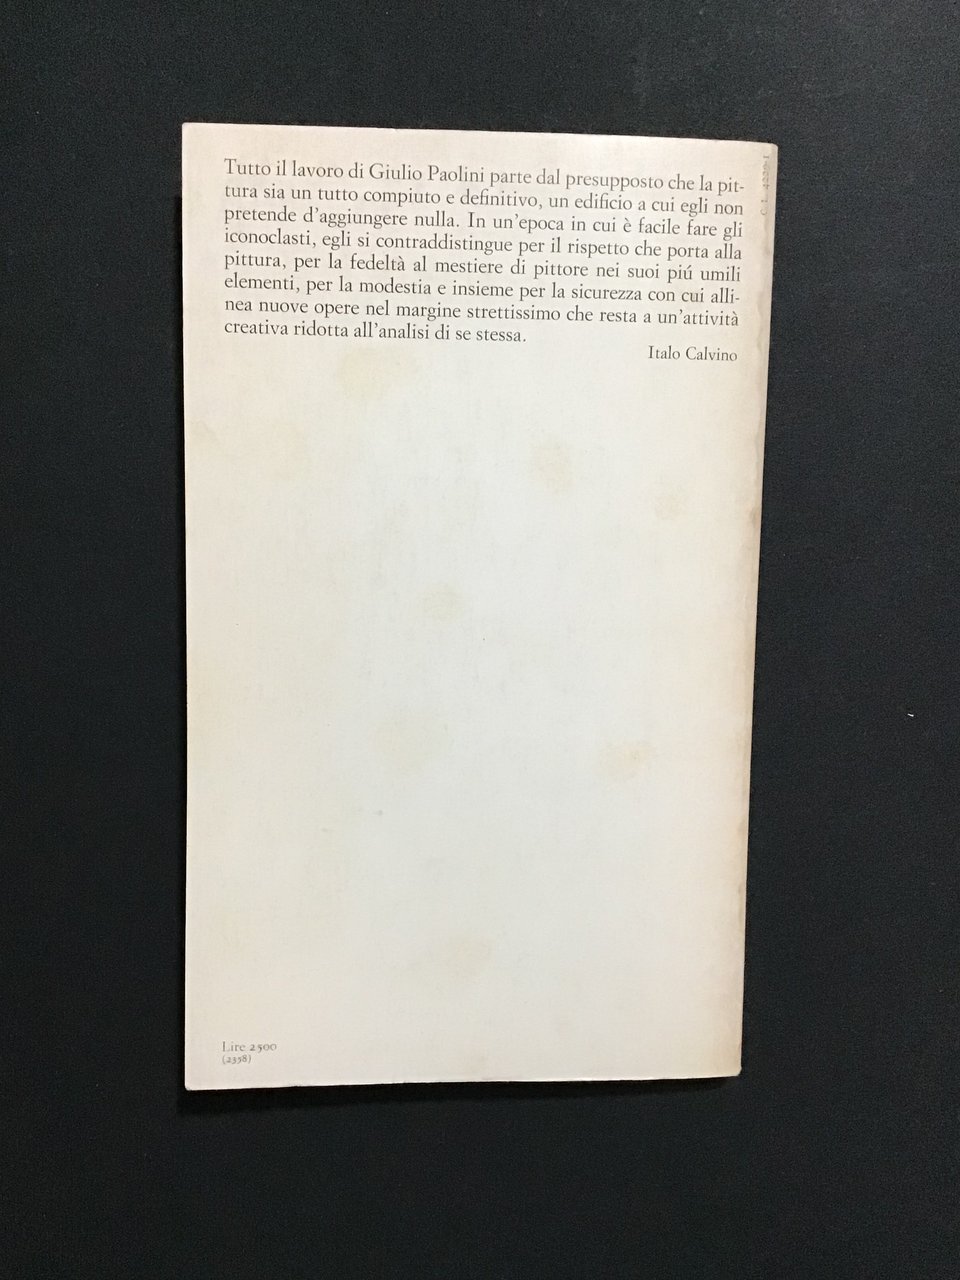 Tutto il lavoro di Giulio Paolini parte dal presupposto che la pit-
tura sia un tutto compiuto e definitivo, un edificio a cui egli non
pretende d'aggiungere nulla. In un'epoca in cui è facile fare gli
iconoclasti, egli si contraddistingue per il rispetto che porta alla
pittura, per la fedeltà al mestiere di pittore nei suoi piú umili
elementi, per la modestia e insieme per la sicurezza con cui alli-
nea nuove opere nel margine strettissimo che resta a un'attività
creativa ridotta all'analisi di se stessa.
Italo Calvino
Lire 2500
(2358)